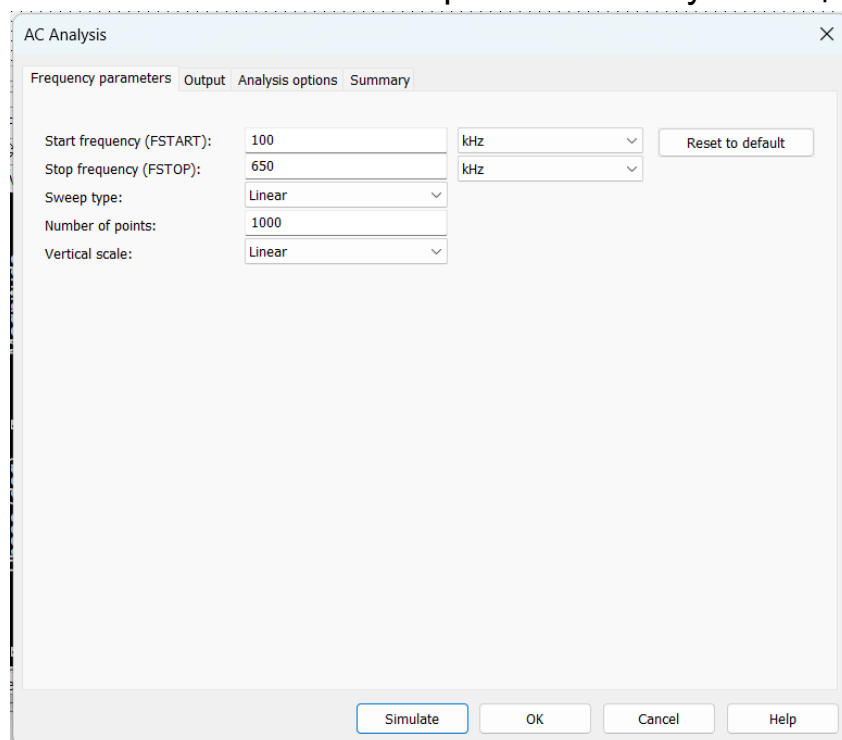 AC Analysis
Frequency parameters Output Analysis options Summary
Start frequency (FSTART): 100 kHz Reset to default
Stop frequency (FSTOP): 650 kHz
Sweep type: Linear
Number of points: 1000
Vertical scale: Linear
Simulate OK Cancel Help